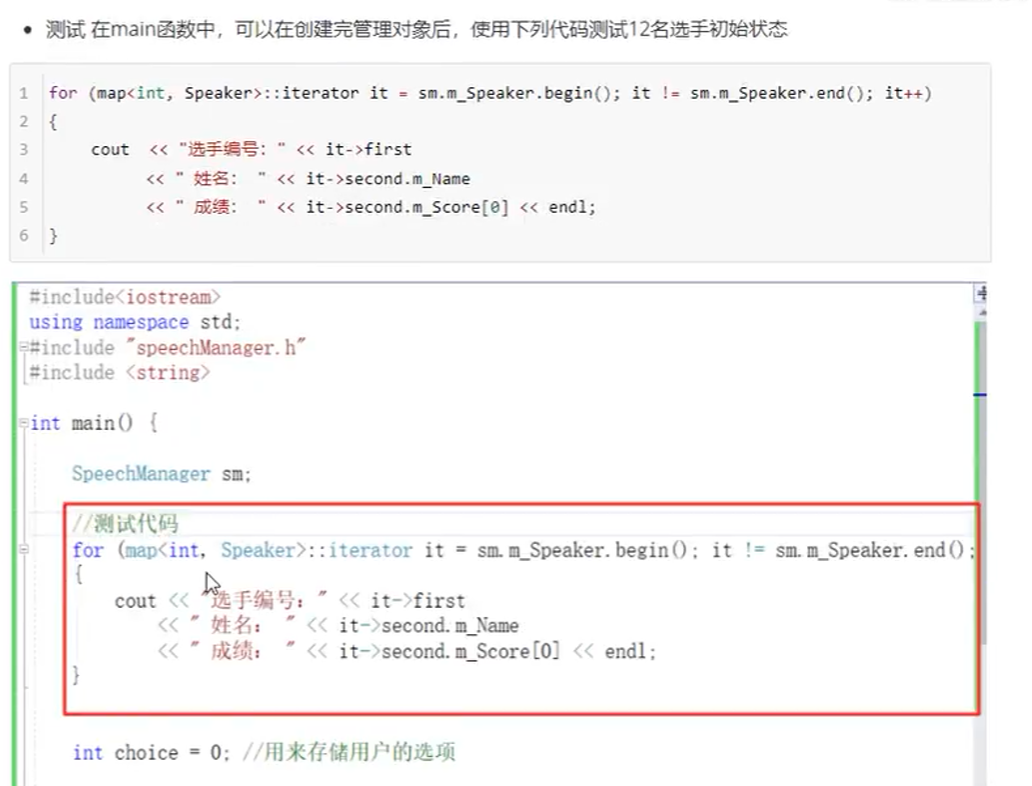 • 测试 在main函数中，可以在创建完管理对象后，使用下列代码测试12名选手初始状态
1 for (map<int, Speaker>::iterator it = sm.m_Speaker.begin(); it != sm.m_Speaker.end(); it++)
2 {
3     cout  << "选手编号：" << it->first
4          << " 姓名： " << it->second.m_Name
5          << " 成绩： " << it->second.m_Score[0] << endl;
6 }
#include<iostream>
using namespace std;
#include "speechManager.h"
#include <string>
int main() {
SpeechManager sm;
//测试代码
for (map<int, Speaker>::iterator it = sm.m_Speaker.begin(); it != sm.m_Speaker.end();
{
cout << "选手编号：" << it->first
<< " 姓名： " << it->second.m_Name
<< " 成绩： " << it->second.m_Score[0] << endl;
}
int choice = 0; //用来存储用户的选项